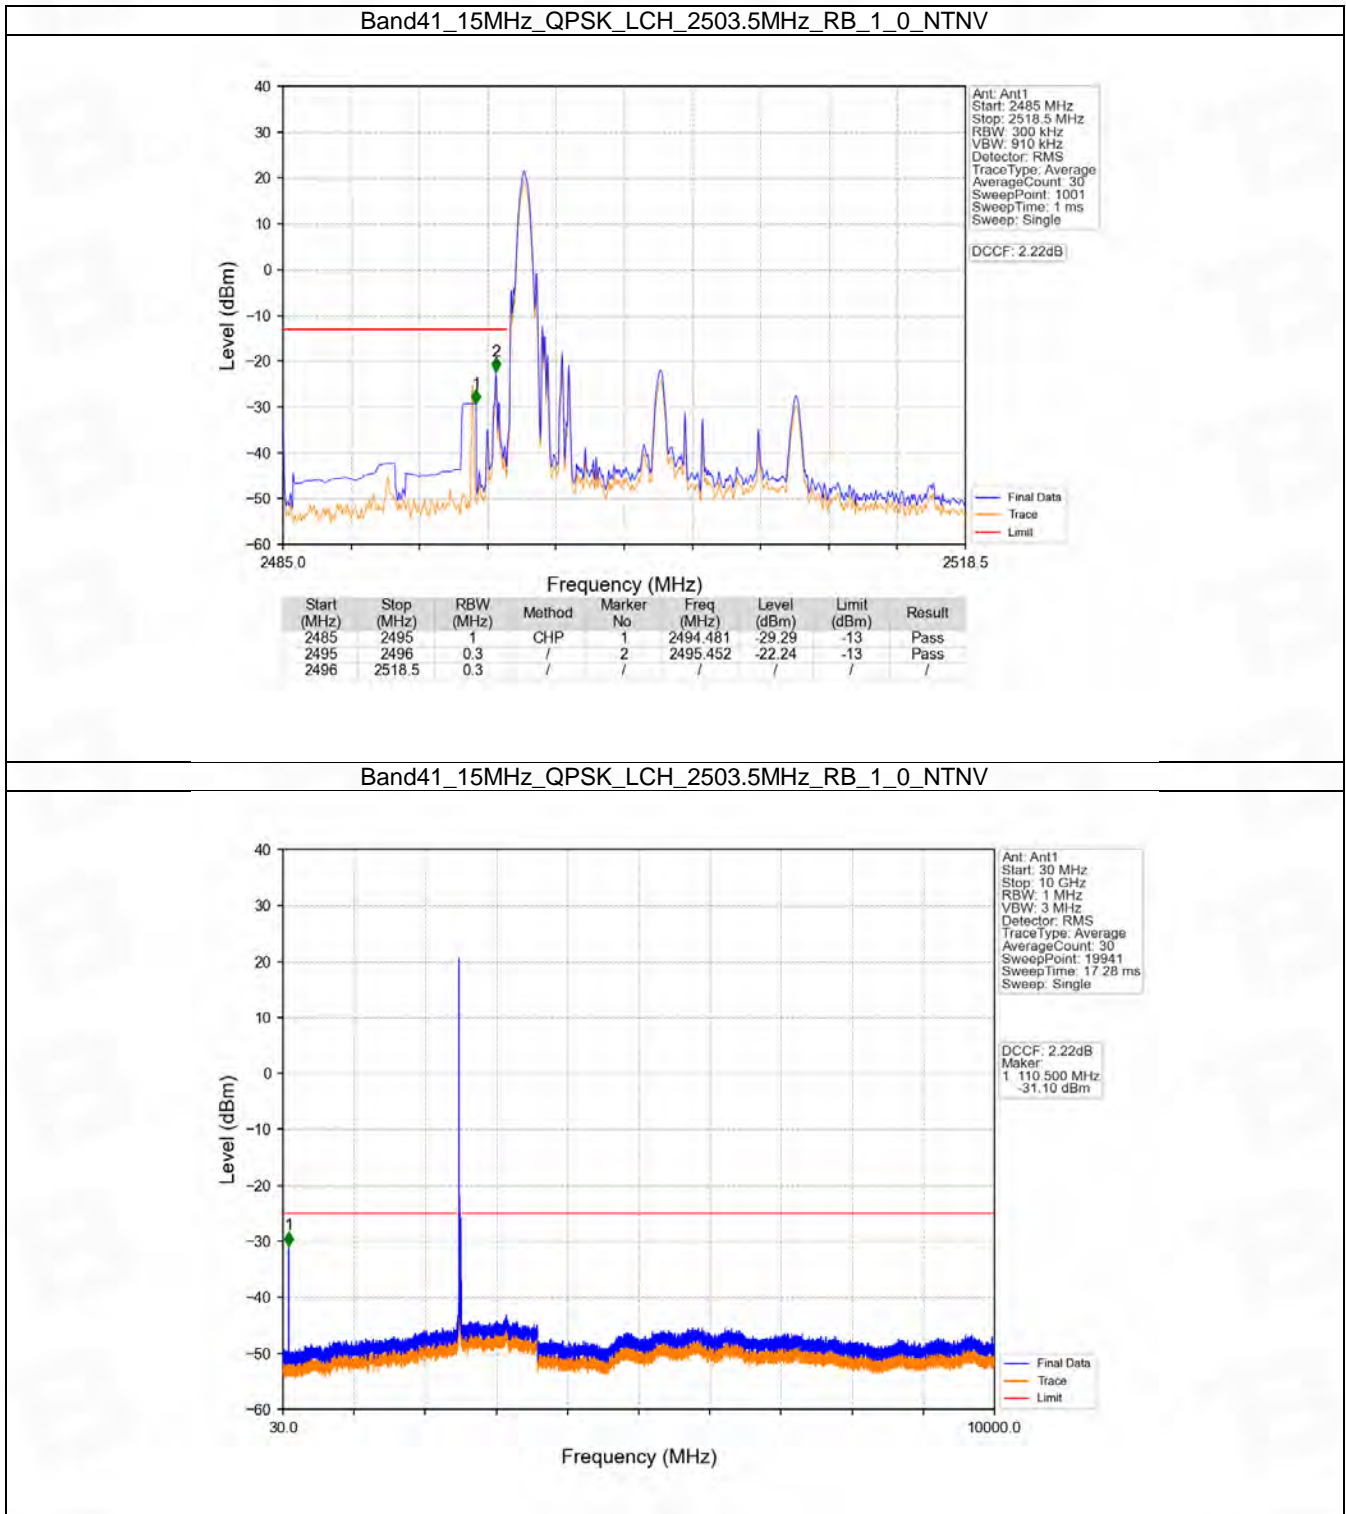 Band41_15MHz_QPSK_LCH_2503.5MHz_RB_1_0_NTNV
40
30
20
10
0
−10
−20
−30
−40
−50
−60
Level (dBm)
1
2
2485.0
2518.5
Frequency (MHz)
Ant: Ant1
Start: 2485 MHz
Stop: 2518.5 MHz
RBW: 300 kHz
VBW: 910 kHz
Detector: RMS
TraceType: Average
AverageCount: 30
SweepPoint: 1001
SweepTime: 1 ms
Sweep: Single
DCCF: 2.22dB
Final Data
Trace
Limit
Start (MHz) Stop (MHz) RBW (MHz) Method Marker No Freq (MHz) Level (dBm) Limit (dBm) Result
2485 2495 1 CHP 1 2494.481 -29.29 -13 Pass
2495 2496 0.3 / 2 2495.452 -22.24 -13 Pass
2496 2518.5 0.3 / / / / / /
Band41_15MHz_QPSK_LCH_2503.5MHz_RB_1_0_NTNV
40
30
20
10
0
−10
−20
−30
−40
−50
−60
Level (dBm)
1
30.0
10000.0
Frequency (MHz)
Ant: Ant1
Start: 30 MHz
Stop: 10 GHz
RBW: 1 MHz
VBW: 3 MHz
Detector: RMS
TraceType: Average
AverageCount: 30
SweepPoint: 19941
SweepTime: 17.28 ms
Sweep: Single
DCCF: 2.22dB
Maker:
1 110.500 MHz
-31.10 dBm
Final Data
Trace
Limit